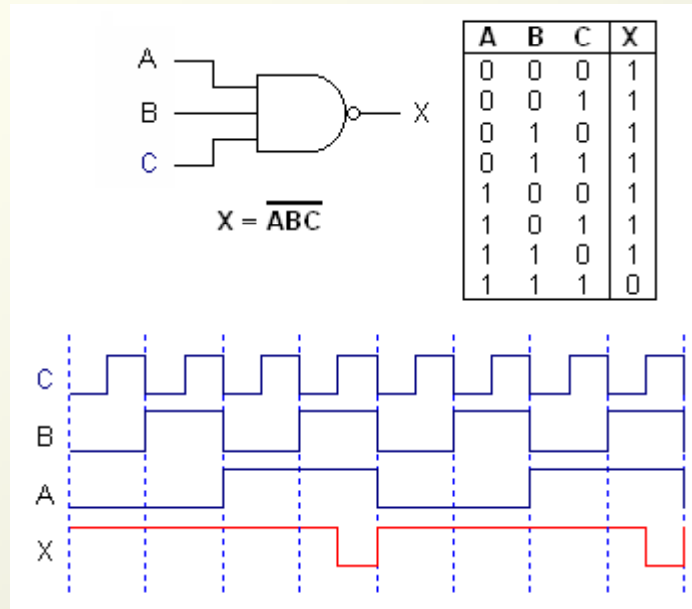 A
B
C
X
X = \overline{ABC}
A B C X
0 0 0 1
0 0 1 1
0 1 0 1
0 1 1 1
1 0 0 1
1 0 1 1
1 1 0 1
1 1 1 0
C
B
A
X